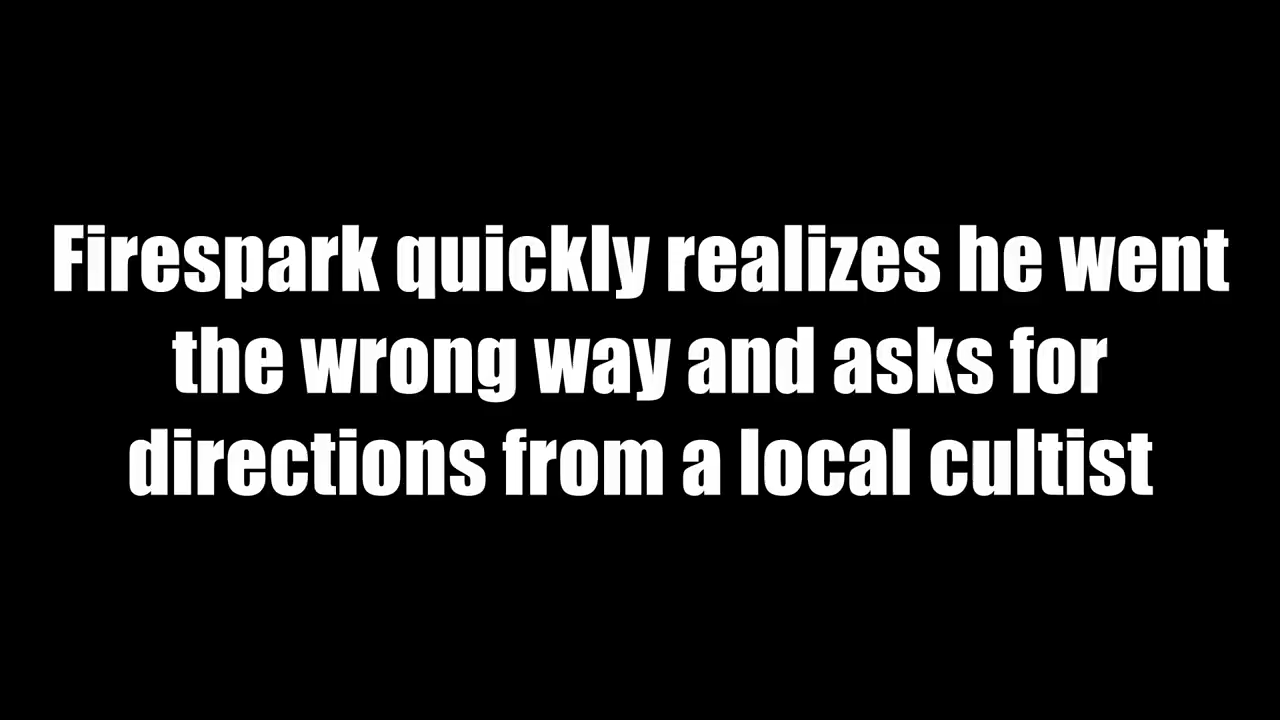 Firespark quickly realizes he went
the wrong way and asks for
directions from a local cultist